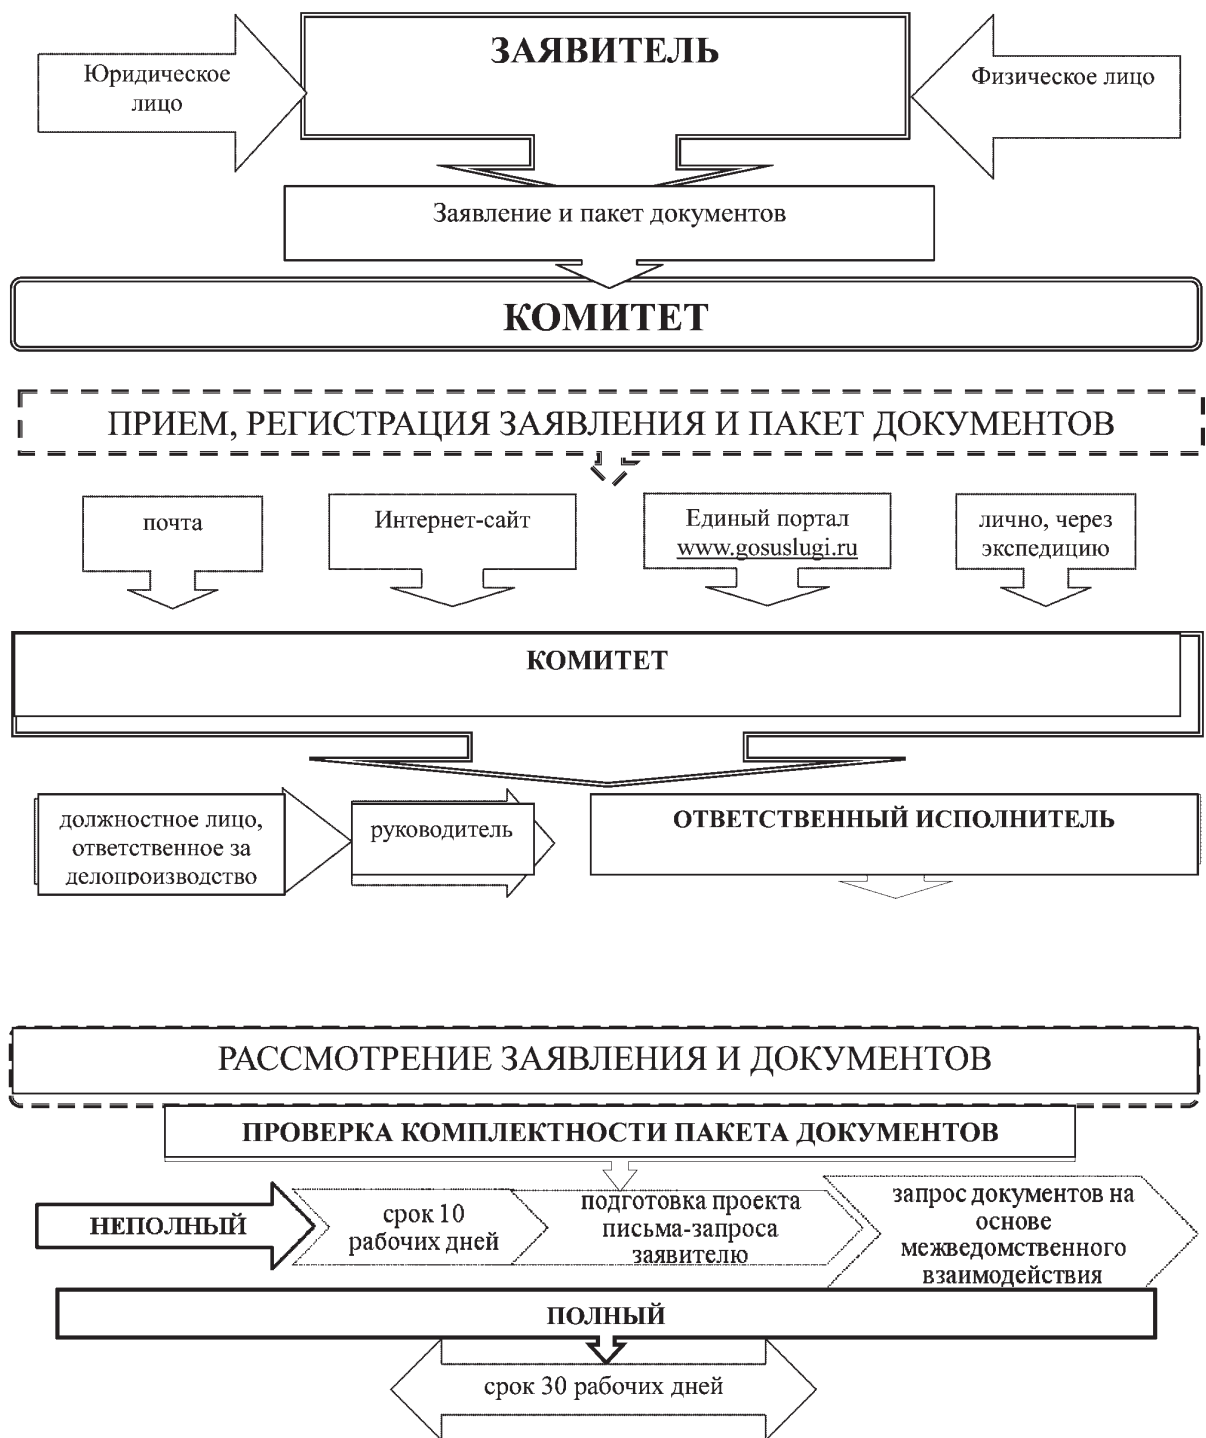 ЗАЯВИТЕЛЬ
Юридическое
лицо
Физическое лицо
Заявление и пакет документов
КОМИТЕТ
ПРИЕМ, РЕГИСТРАЦИЯ ЗАЯВЛЕНИЯ И ПАКЕТ ДОКУМЕНТОВ
почта
Интернет-сайт
Единый портал
www.gosuslugi.ru
лично, через
экспедицию
КОМИТЕТ
должностное лицо,
ответственное за
делопроизводство
руководитель
ОТВЕТСТВЕННЫЙ ИСПОЛНИТЕЛЬ
РАССМОТРЕНИЕ ЗАЯВЛЕНИЯ И ДОКУМЕНТОВ
ПРОВЕРКА КОМПЛЕКТНОСТИ ПАКЕТА ДОКУМЕНТОВ
НЕПОЛНЫЙ
срок 10
рабочих дней
подготовка проекта
письма-запроса
заявителю
запрос документов на
основе
межведомственного
взаимодействия
ПОЛНЫЙ
срок 30 рабочих дней